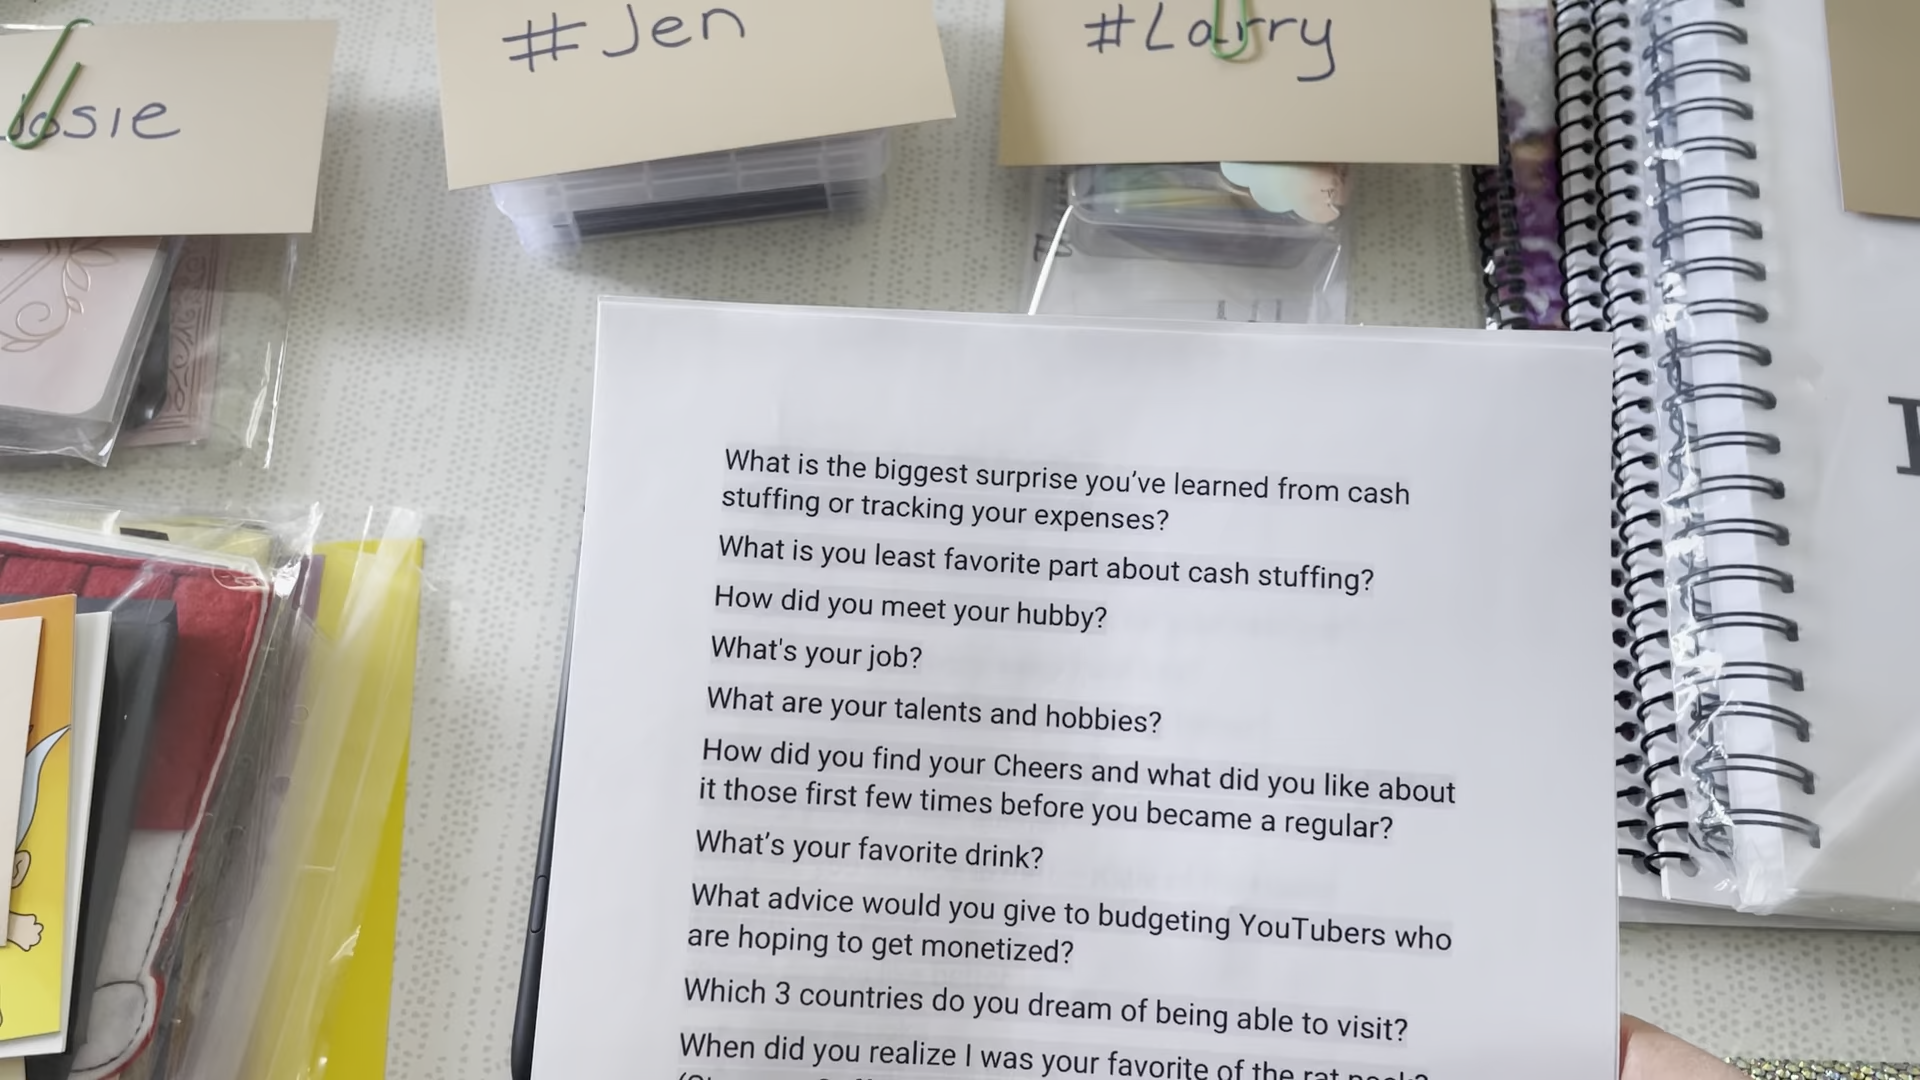 #Jen
#Larry
osie
What is the biggest surprise you've learned from cash
stuffing or tracking your expenses?
What is you least favorite part about cash stuffing?
How did you meet your hubby?
What's your job?
What are your talents and hobbies?
How did you find your Cheers and what did you like about
it those first few times before you became a regular?
What's your favorite drink?
What advice would you give to budgeting YouTubers who
are hoping to get monetized?
Which 3 countries do you dream of being able to visit?
When did you realize I was your favorite of the rat